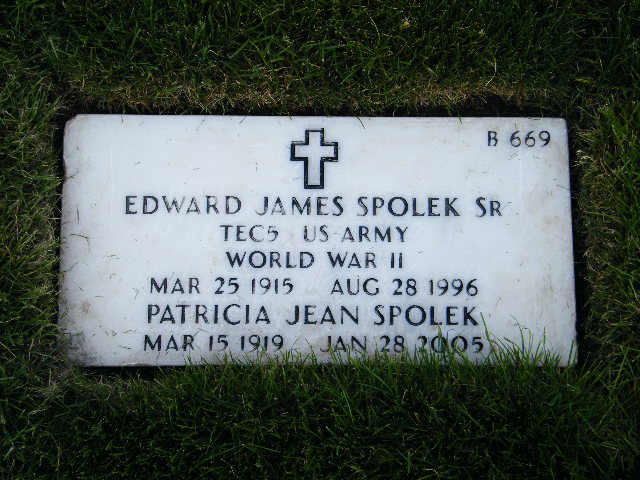 B 669
EDWARD JAMES SPOLEK SR
TEC5 US ARMY
WORLD WAR II
MAR 25 1915 AUG 28 1996
PATRICIA JEAN SPOLEK
MAR 15 1919 JAN 28 2005